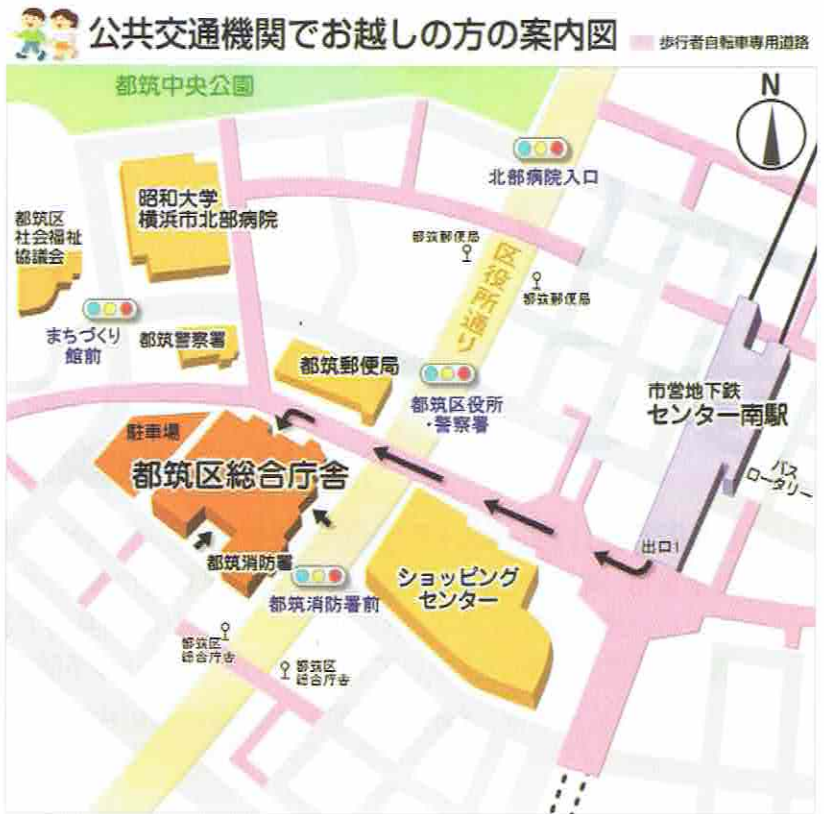 公共交通機関でお越しの方の案内図
歩行者自転車専用道路
都筑中央公園
N
北部病院入口
昭和大学
横浜市北部病院
都筑区
社会福祉
協議会
都筑郵便局
都筑郵便局
区役所通り
まちづくり
館前
都筑警察署
都筑郵便局
都筑区役所
・警察署
市営地下鉄
センター南駅
バス
ロータリー
駐車場
都筑区総合庁舎
出口1
都筑消防署
都筑消防署前
ショッピング
センター
都筑区
総合庁舎
都筑区
総合庁舎